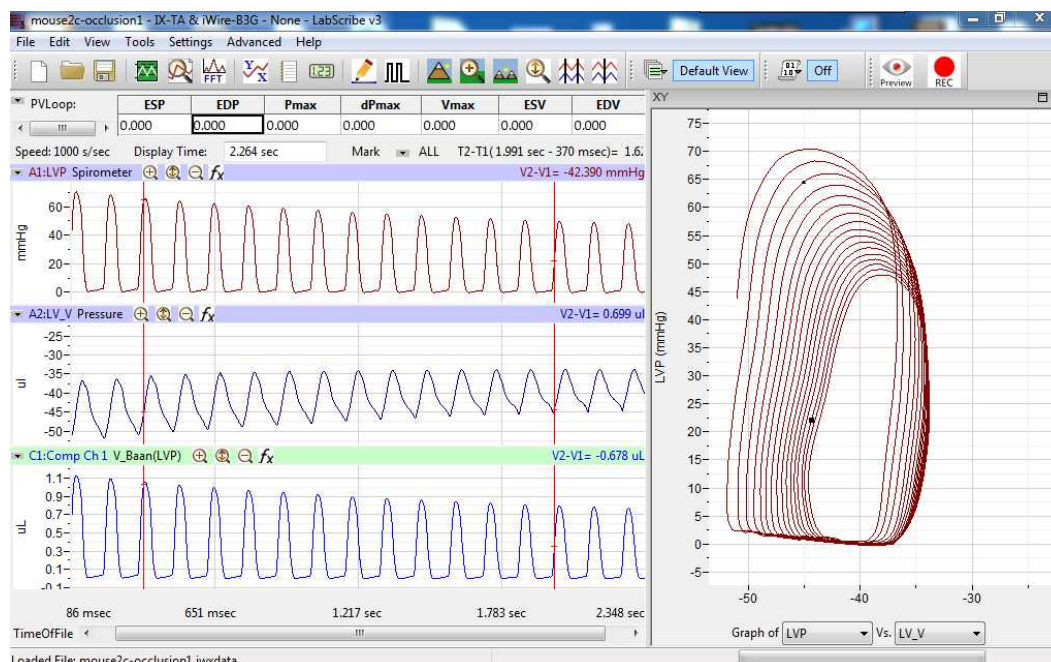 mouse2c-occlusion1 - IX-TA & iWire-B3G - None - LabScribe v3
File Edit View Tools Settings Advanced Help
FFT Y X 123 Default View Off Preview REC
PVLoop: ESP EDP Pmax dPmax Vmax ESV EDV
0.000 0.000 0.000 0.000 0.000 0.000 0.000
Speed: 1000 s/sec Display Time: 2.264 sec Mark ALL T2-T1( 1.991 sec - 370 msec)= 1.62
A1:LVP Spirometer fx V2-V1= -42.390 mmHg
60-
40-
20-
0-
mmHg
A2:LV_V Pressure fx V2-V1= 0.699 ul
-25-
-30-
-35-
-40-
-45-
-50-
ul
C1:Comp Ch 1 V_Baan(LVP) fx V2-V1= -0.678 uL
1.1-
0.9-
0.7-
0.5-
0.3-
0.1-
-0.1-
uL
86 msec 651 msec 1.217 sec 1.783 sec 2.348 sec
TimeOfFile
XY
75-
70-
65-
60-
55-
50-
45-
40-
35-
30-
25-
20-
15-
10-
5-
0-
-5-
LVP (mmHg)
-50 -40 -30
Graph of LVP Vs. LV_V
Loaded File: mouse2c-occlusion1.iwxdata